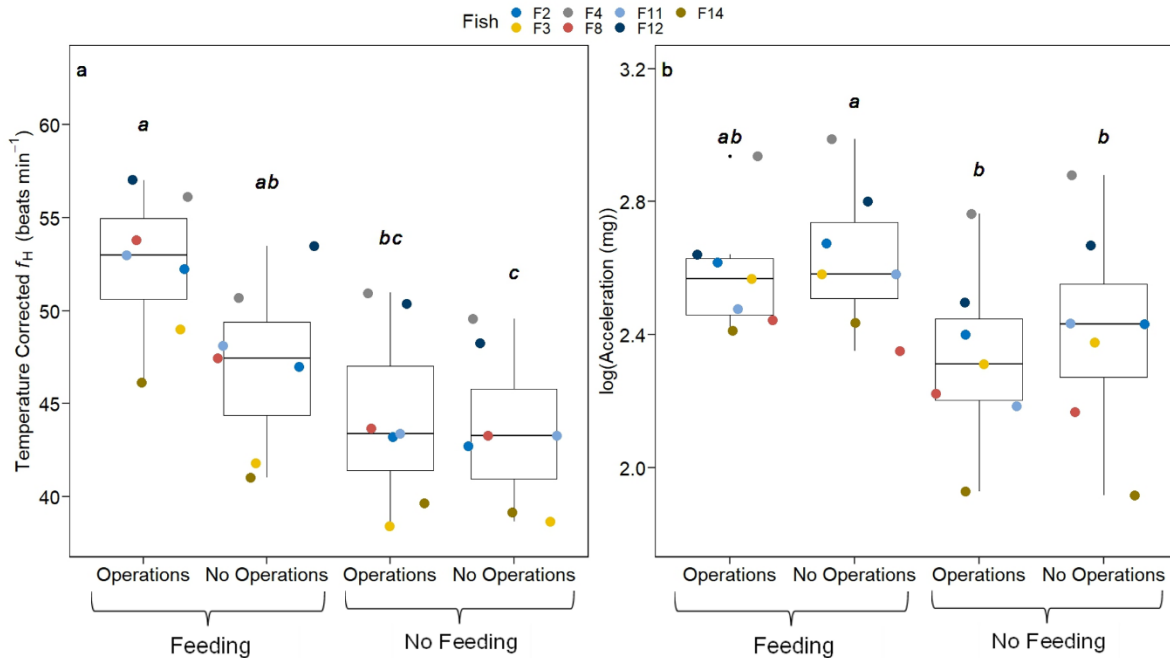 Fish F2 F4 F11 F14
F3 F8 F12
a
60
55
50
45
40
Temperature Corrected fH (beats min−1)
a
ab
bc
c
Operations No Operations Operations No Operations
Feeding No Feeding
b
3.2
2.8
2.4
2.0
log(Acceleration (mg))
ab
a
b
b
Operations No Operations Operations No Operations
Feeding No Feeding